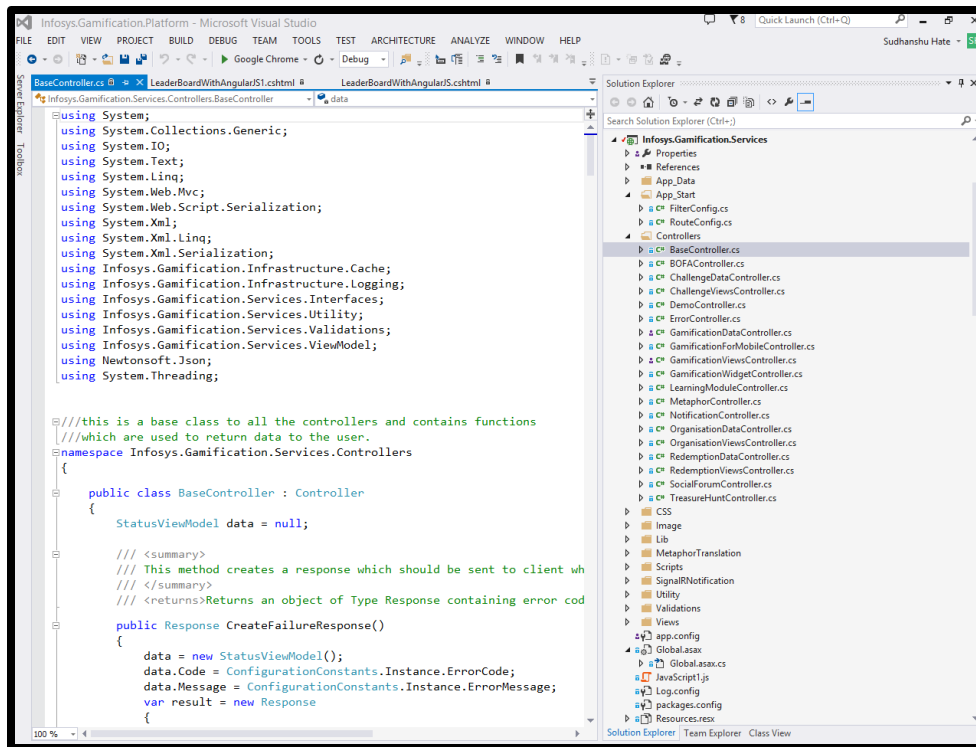 Infosys.Gamification.Platform - Microsoft Visual Studio
8
Quick Launch (Ctrl+Q)
FILE EDIT VIEW PROJECT BUILD DEBUG TEAM TOOLS TEST ARCHITECTURE ANALYZE WINDOW HELP
Sudhanshu Hate
Google Chrome Debug
Server Explorer
Toolbox
BaseController.cs LeaderBoardWithAngularJS1.cshtml LeaderBoardWithAngularJS.cshtml
Infosys.Gamification.Services.Controllers.BaseController data
using System;
using System.Collections.Generic;
using System.IO;
using System.Text;
using System.Linq;
using System.Web.Mvc;
using System.Web.Script.Serialization;
using System.Xml;
using System.Xml.Linq;
using System.Xml.Serialization;
using Infosys.Gamification.Infrastructure.Cache;
using Infosys.Gamification.Infrastructure.Logging;
using Infosys.Gamification.Services.Interfaces;
using Infosys.Gamification.Services.Utility;
using Infosys.Gamification.Services.Validations;
using Infosys.Gamification.Services.ViewModel;
using Newtonsoft.Json;
using System.Threading;
///this is a base class to all the controllers and contains functions
///which are used to return data to the user.
namespace Infosys.Gamification.Services.Controllers
{
public class BaseController : Controller
{
StatusViewModel data = null;
/// <summary>
/// This method creates a response which should be sent to client wh
/// </summary>
/// <returns>Returns an object of Type Response containing error cod
public Response CreateFailureResponse()
{
data = new StatusViewModel();
data.Code = ConfigurationConstants.Instance.ErrorCode;
data.Message = ConfigurationConstants.Instance.ErrorMessage;
var result = new Response
{
100 %
Solution Explorer
Search Solution Explorer (Ctrl+;)
Infosys.Gamification.Services
Properties
References
App_Data
App_Start
C# FilterConfig.cs
C# RouteConfig.cs
Controllers
C# BaseController.cs
C# BOFAController.cs
C# ChallengeDataController.cs
C# ChallengeViewsController.cs
C# DemoController.cs
C# ErrorController.cs
C# GamificationDataController.cs
C# GamificationForMobileController.cs
C# GamificationViewsController.cs
C# GamificationWidgetController.cs
C# LearningModuleController.cs
C# MetaphorController.cs
C# NotificationController.cs
C# OrganisationDataController.cs
C# OrganisationViewsController.cs
C# RedemptionDataController.cs
C# RedemptionViewsController.cs
C# SocialForumController.cs
C# TreasureHuntController.cs
CSS
Image
Lib
MetaphorTranslation
Scripts
SignalRNotification
Utility
Validations
Views
app.config
Global.asax
Global.asax.cs
JavaScript1.js
Log.config
packages.config
Resources.resx
Solution Explorer Team Explorer Class View